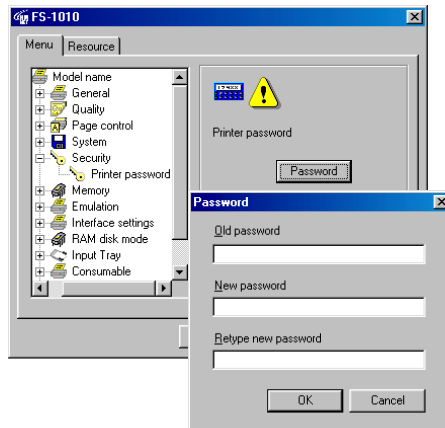 FS-1010
Menu
Resource
Model name
General
Quality
Page control
System
Security
Printer password
Memory
Emulation
Interface settings
RAM disk mode
Input Tray
Consumable
Printer password
Password
Password
Old password
New password
Retype new password
OK
Cancel